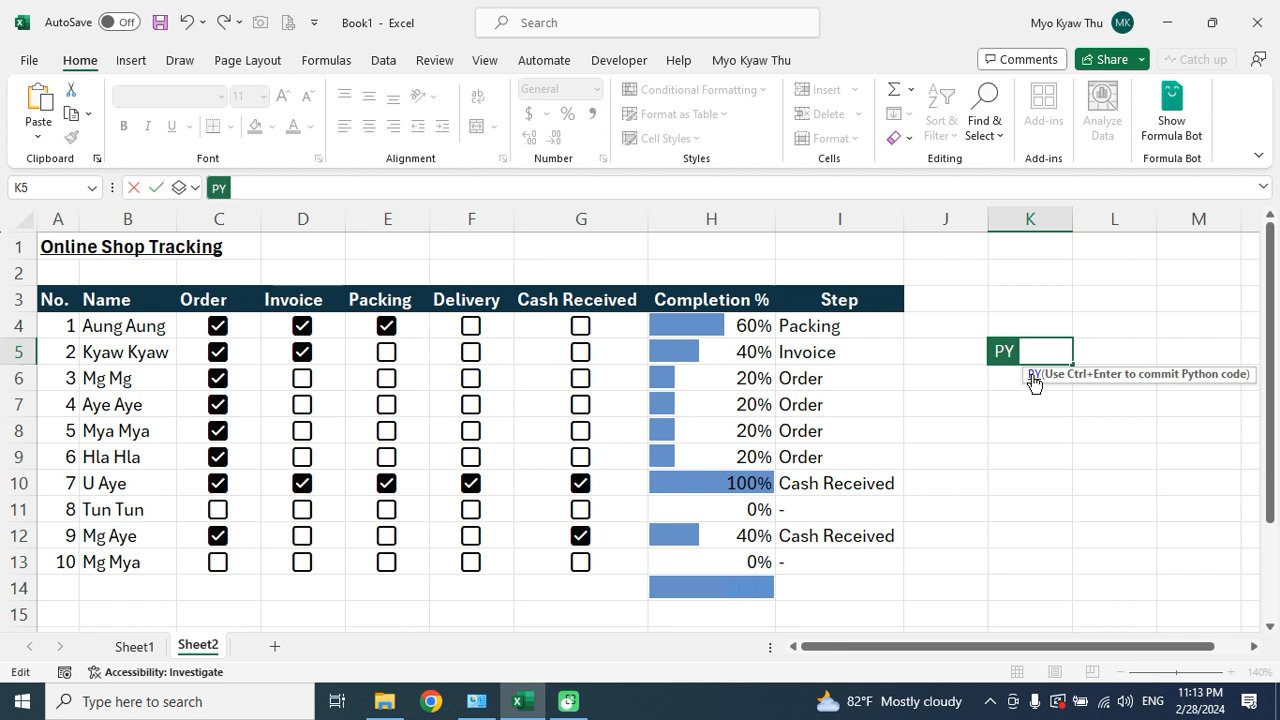 AutoSave Off Book1 - Excel Search Myo Kyaw Thu MK
File Home Insert Draw Page Layout Formulas Data Review View Automate Developer Help Myo Kyaw Thu Comments Share Catch up
Paste 11 General Conditional Formatting Format as Table Cell Styles Insert Delete Format Sort & Filter Find & Select Add-ins Analyze Data Show Formula Bot
Clipboard Font Alignment Number Styles Cells Editing Add-ins Formula Bot
K5 PY
A B C D E F G H I J K L M
1 Online Shop Tracking
2
3 No. Name Order Invoice Packing Delivery Cash Received Completion % Step
4 1 Aung Aung 60% Packing
5 2 Kyaw Kyaw 40% Invoice PY
PY(Use Ctrl+Enter to commit Python code)
6 3 Mg Mg 20% Order
7 4 Aye Aye 20% Order
8 5 Mya Mya 20% Order
9 6 Hla Hla 20% Order
10 7 U Aye 100% Cash Received
11 8 Tun Tun 0% -
12 9 Mg Aye 40% Cash Received
13 10 Mg Mya 0% -
14
15
Sheet1 Sheet2
Edit Accessibility: Investigate 140%
Type here to search 82°F Mostly cloudy ENG 11:13 PM
2/28/2024